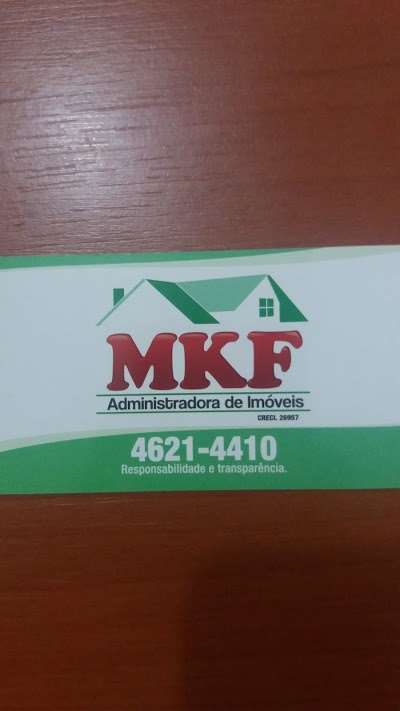 MKF
Administradora de Imóveis
CRECI. 26957
4621-4410
Responsabilidade e transparência.